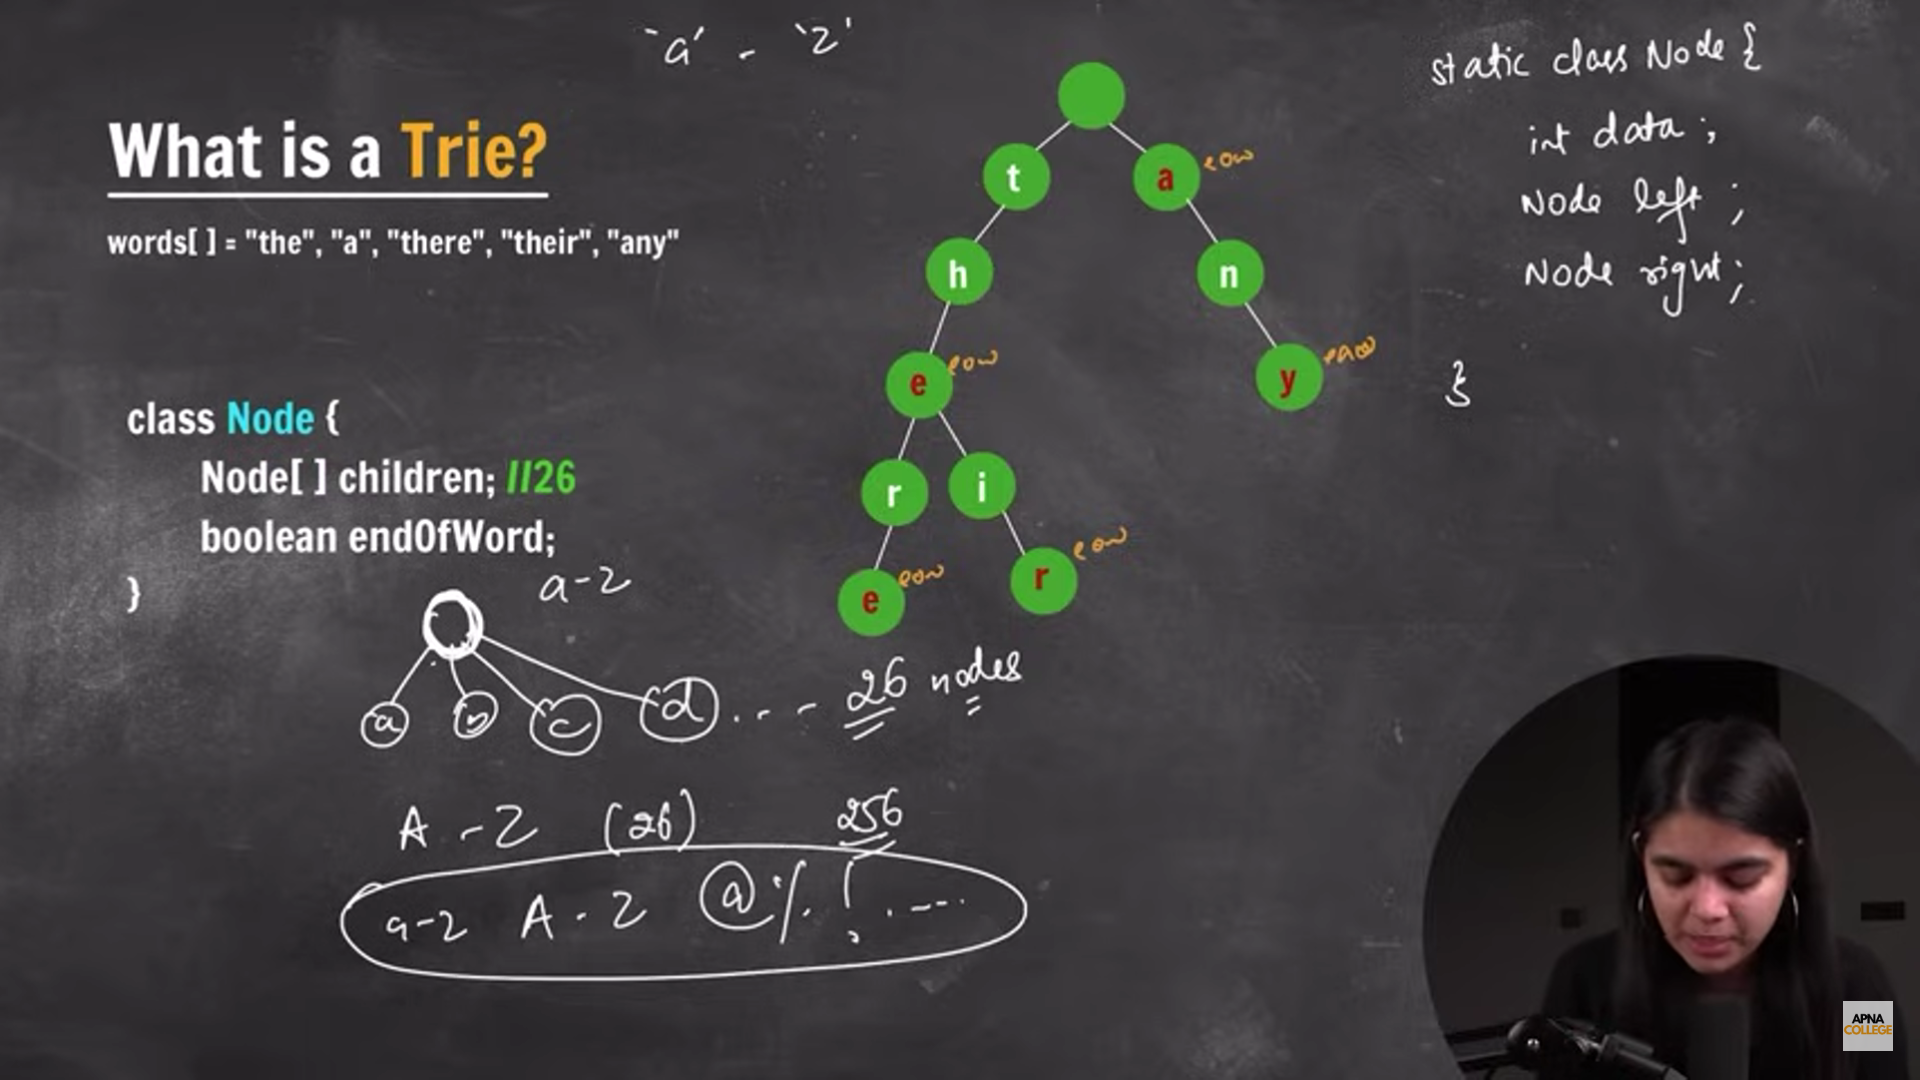 'a' - 'z'
What is a Trie?
words[ ] = "the", "a", "there", "their", "any"
class Node {
Node[ ] children; //26
boolean endOfWord;
}
a-z
a b c d . . - - 26 nodes
A - Z (26) 256
a-z A - Z @ % ! . - - - .
t
a eow
h
n
e eow
y eow
r
i
e eow
r eow
static class Node {
int data ;
Node left ;
Node right ;
}
APNA
COLLEGE